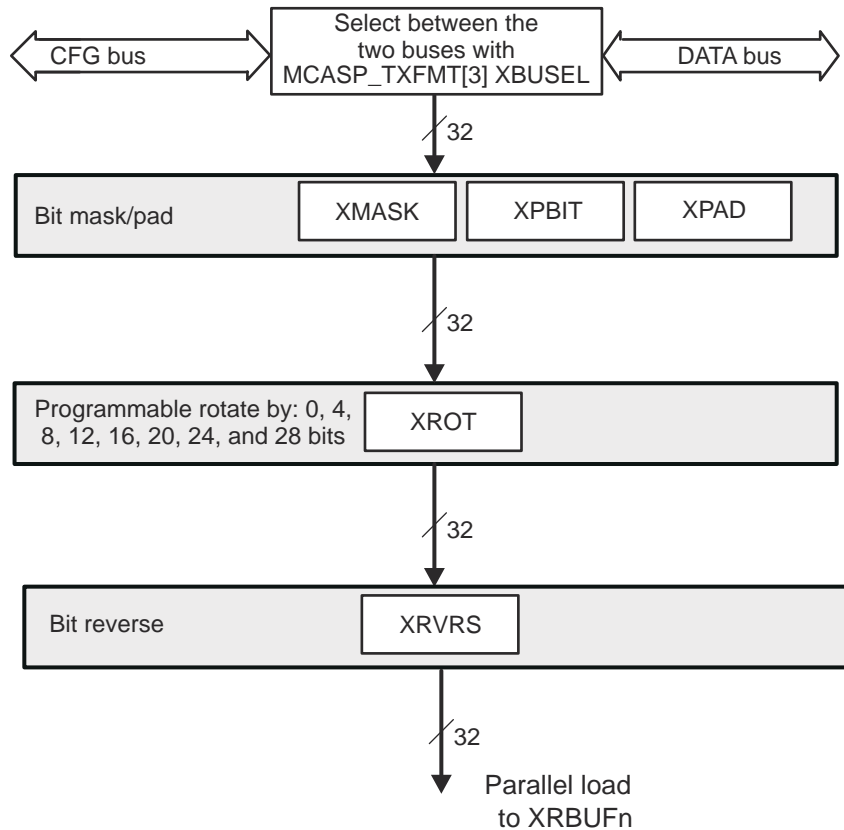 Select between the
two buses with
MCASP_TXFMT[3] XBUSEL
CFG bus
DATA bus
32
Bit mask/pad
XMASK
XPBIT
XPAD
32
Programmable rotate by: 0, 4,
8, 12, 16, 20, 24, and 28 bits
XROT
32
Bit reverse
XRVRS
32
Parallel load
to XRBUFn